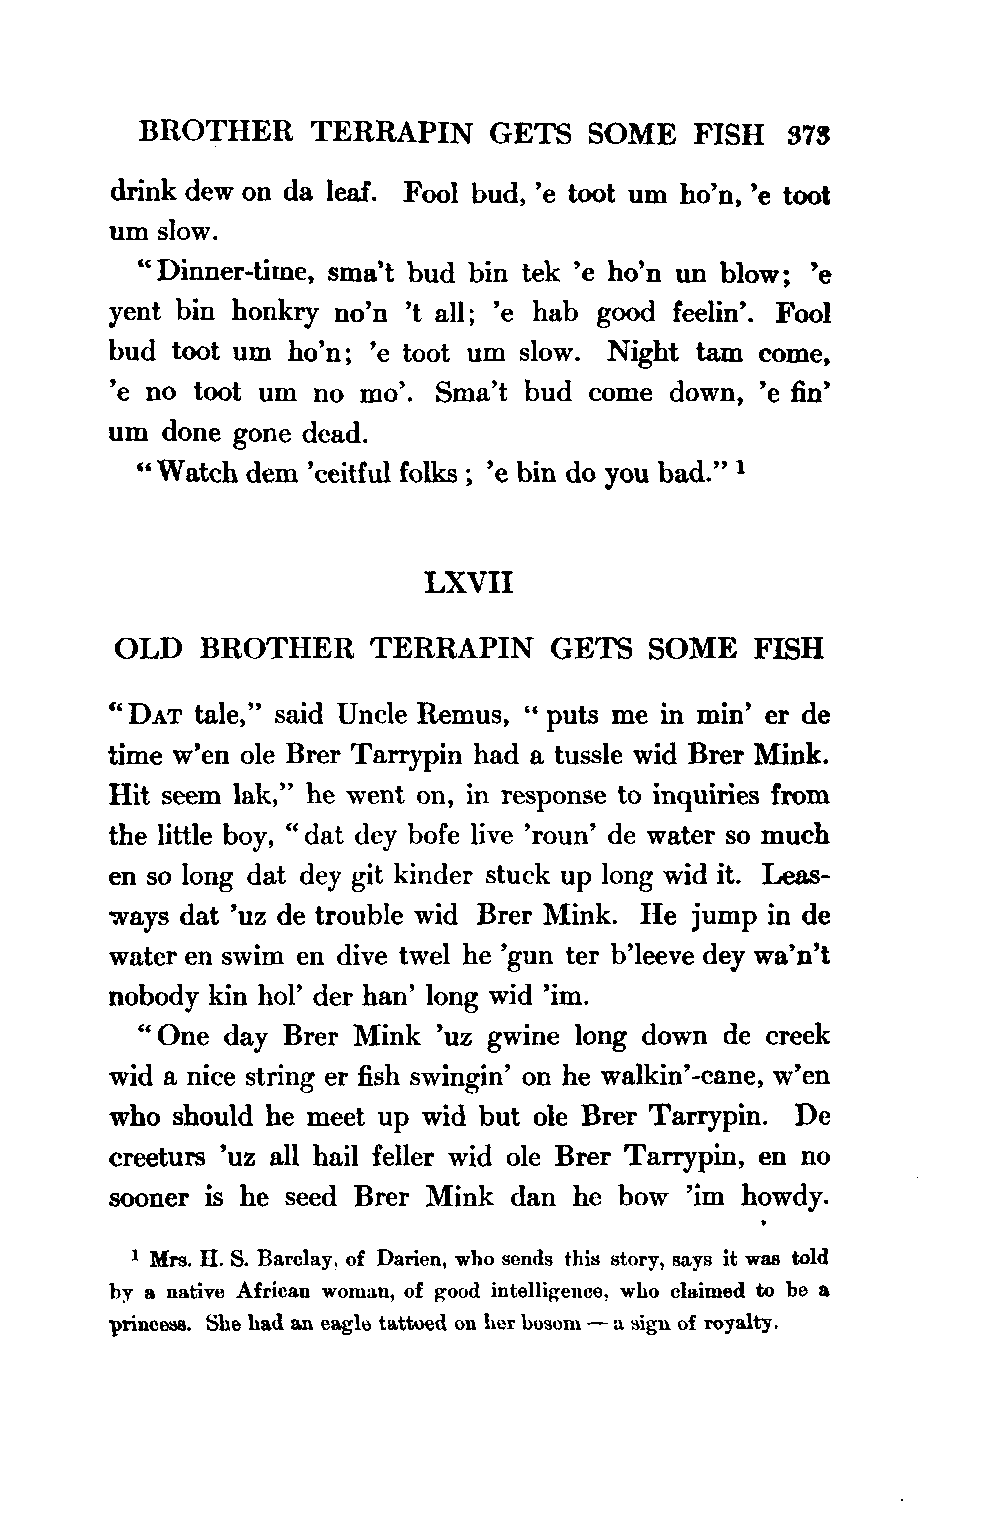 BROTHER TERRAPIN GETS SOME FISH 373
drink dew on da leaf. Fool bud, ’e toot um ho’n, ’e toot
um slow.
“Dinner-time, sma’t bud bin tek ’e ho’n un blow; ’e
yent bin honkry no’n ’t all; ’e hab good feelin’. Fool
bud toot um ho’n; ’e toot um slow. Night tam come,
’e no toot um no mo’. Sma’t bud come down, ’e fin’
um done gone dead.
“Watch dem ’ceitful folks; ’e bin do you bad.” 1
LXVII
OLD BROTHER TERRAPIN GETS SOME FISH
“DAT tale,” said Uncle Remus, “puts me in min’ er de
time w’en ole Brer Tarrypin had a tussle wid Brer Mink.
Hit seem lak,” he went on, in response to inquiries from
the little boy, “dat dey bofe live ’roun’ de water so much
en so long dat dey git kinder stuck up long wid it. Leas-
ways dat ’uz de trouble wid Brer Mink. He jump in de
water en swim en dive twel he ’gun ter b’leeve dey wa’n’t
nobody kin hol’ der han’ long wid ’im.
“One day Brer Mink ’uz gwine long down de creek
wid a nice string er fish swingin’ on he walkin’-cane, w’en
who should he meet up wid but ole Brer Tarrypin. De
creeturs ’uz all hail feller wid ole Brer Tarrypin, en no
sooner is he seed Brer Mink dan he bow ’im howdy.
1 Mrs. H. S. Barclay, of Darien, who sends this story, says it was told
by a native African woman, of good intelligence, who claimed to be a
princess. She had an eagle tattoed on her bosom — a sign of royalty.